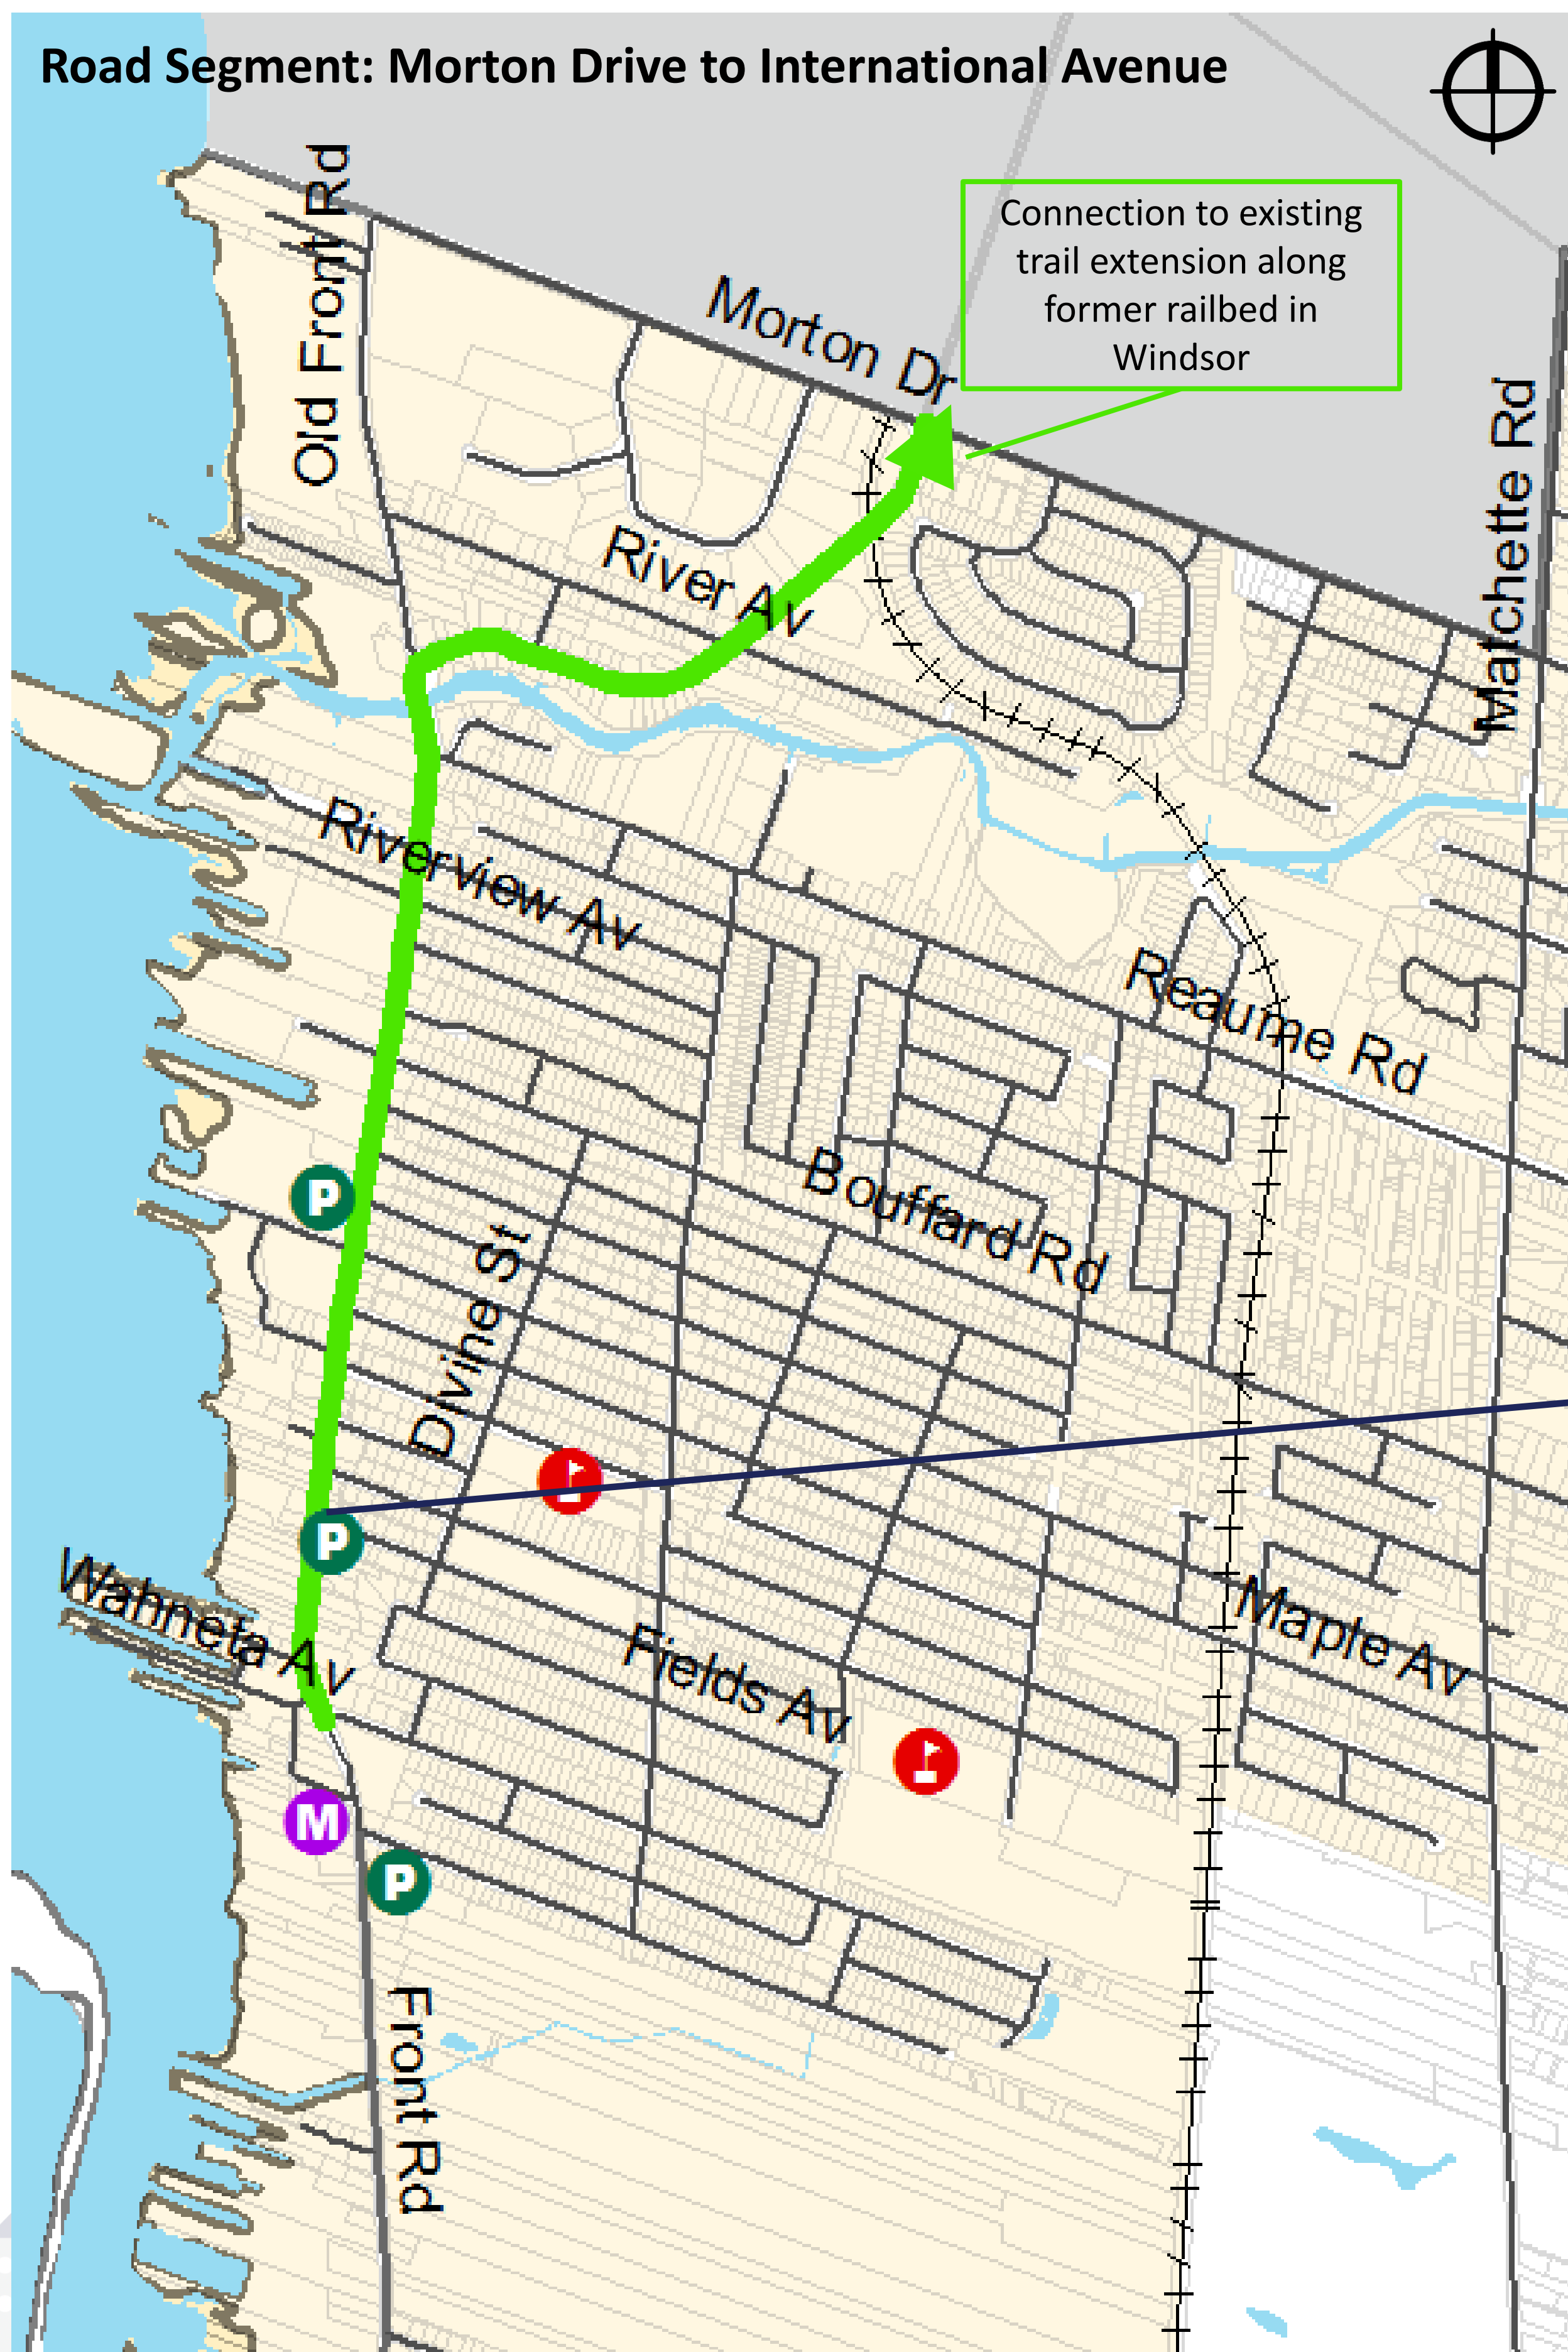 Road Segment: Morton Drive to International Avenue
Old Front Rd
Connection to existing
trail extension along
former railbed in
Windsor
Morton Dr
Matchette Rd
River Av
Riverview Av
Reaume Rd
P
Bouffard Rd
Divine St
P
Wahneta Av
Maple Av
Fields Av
M
P
Front Rd